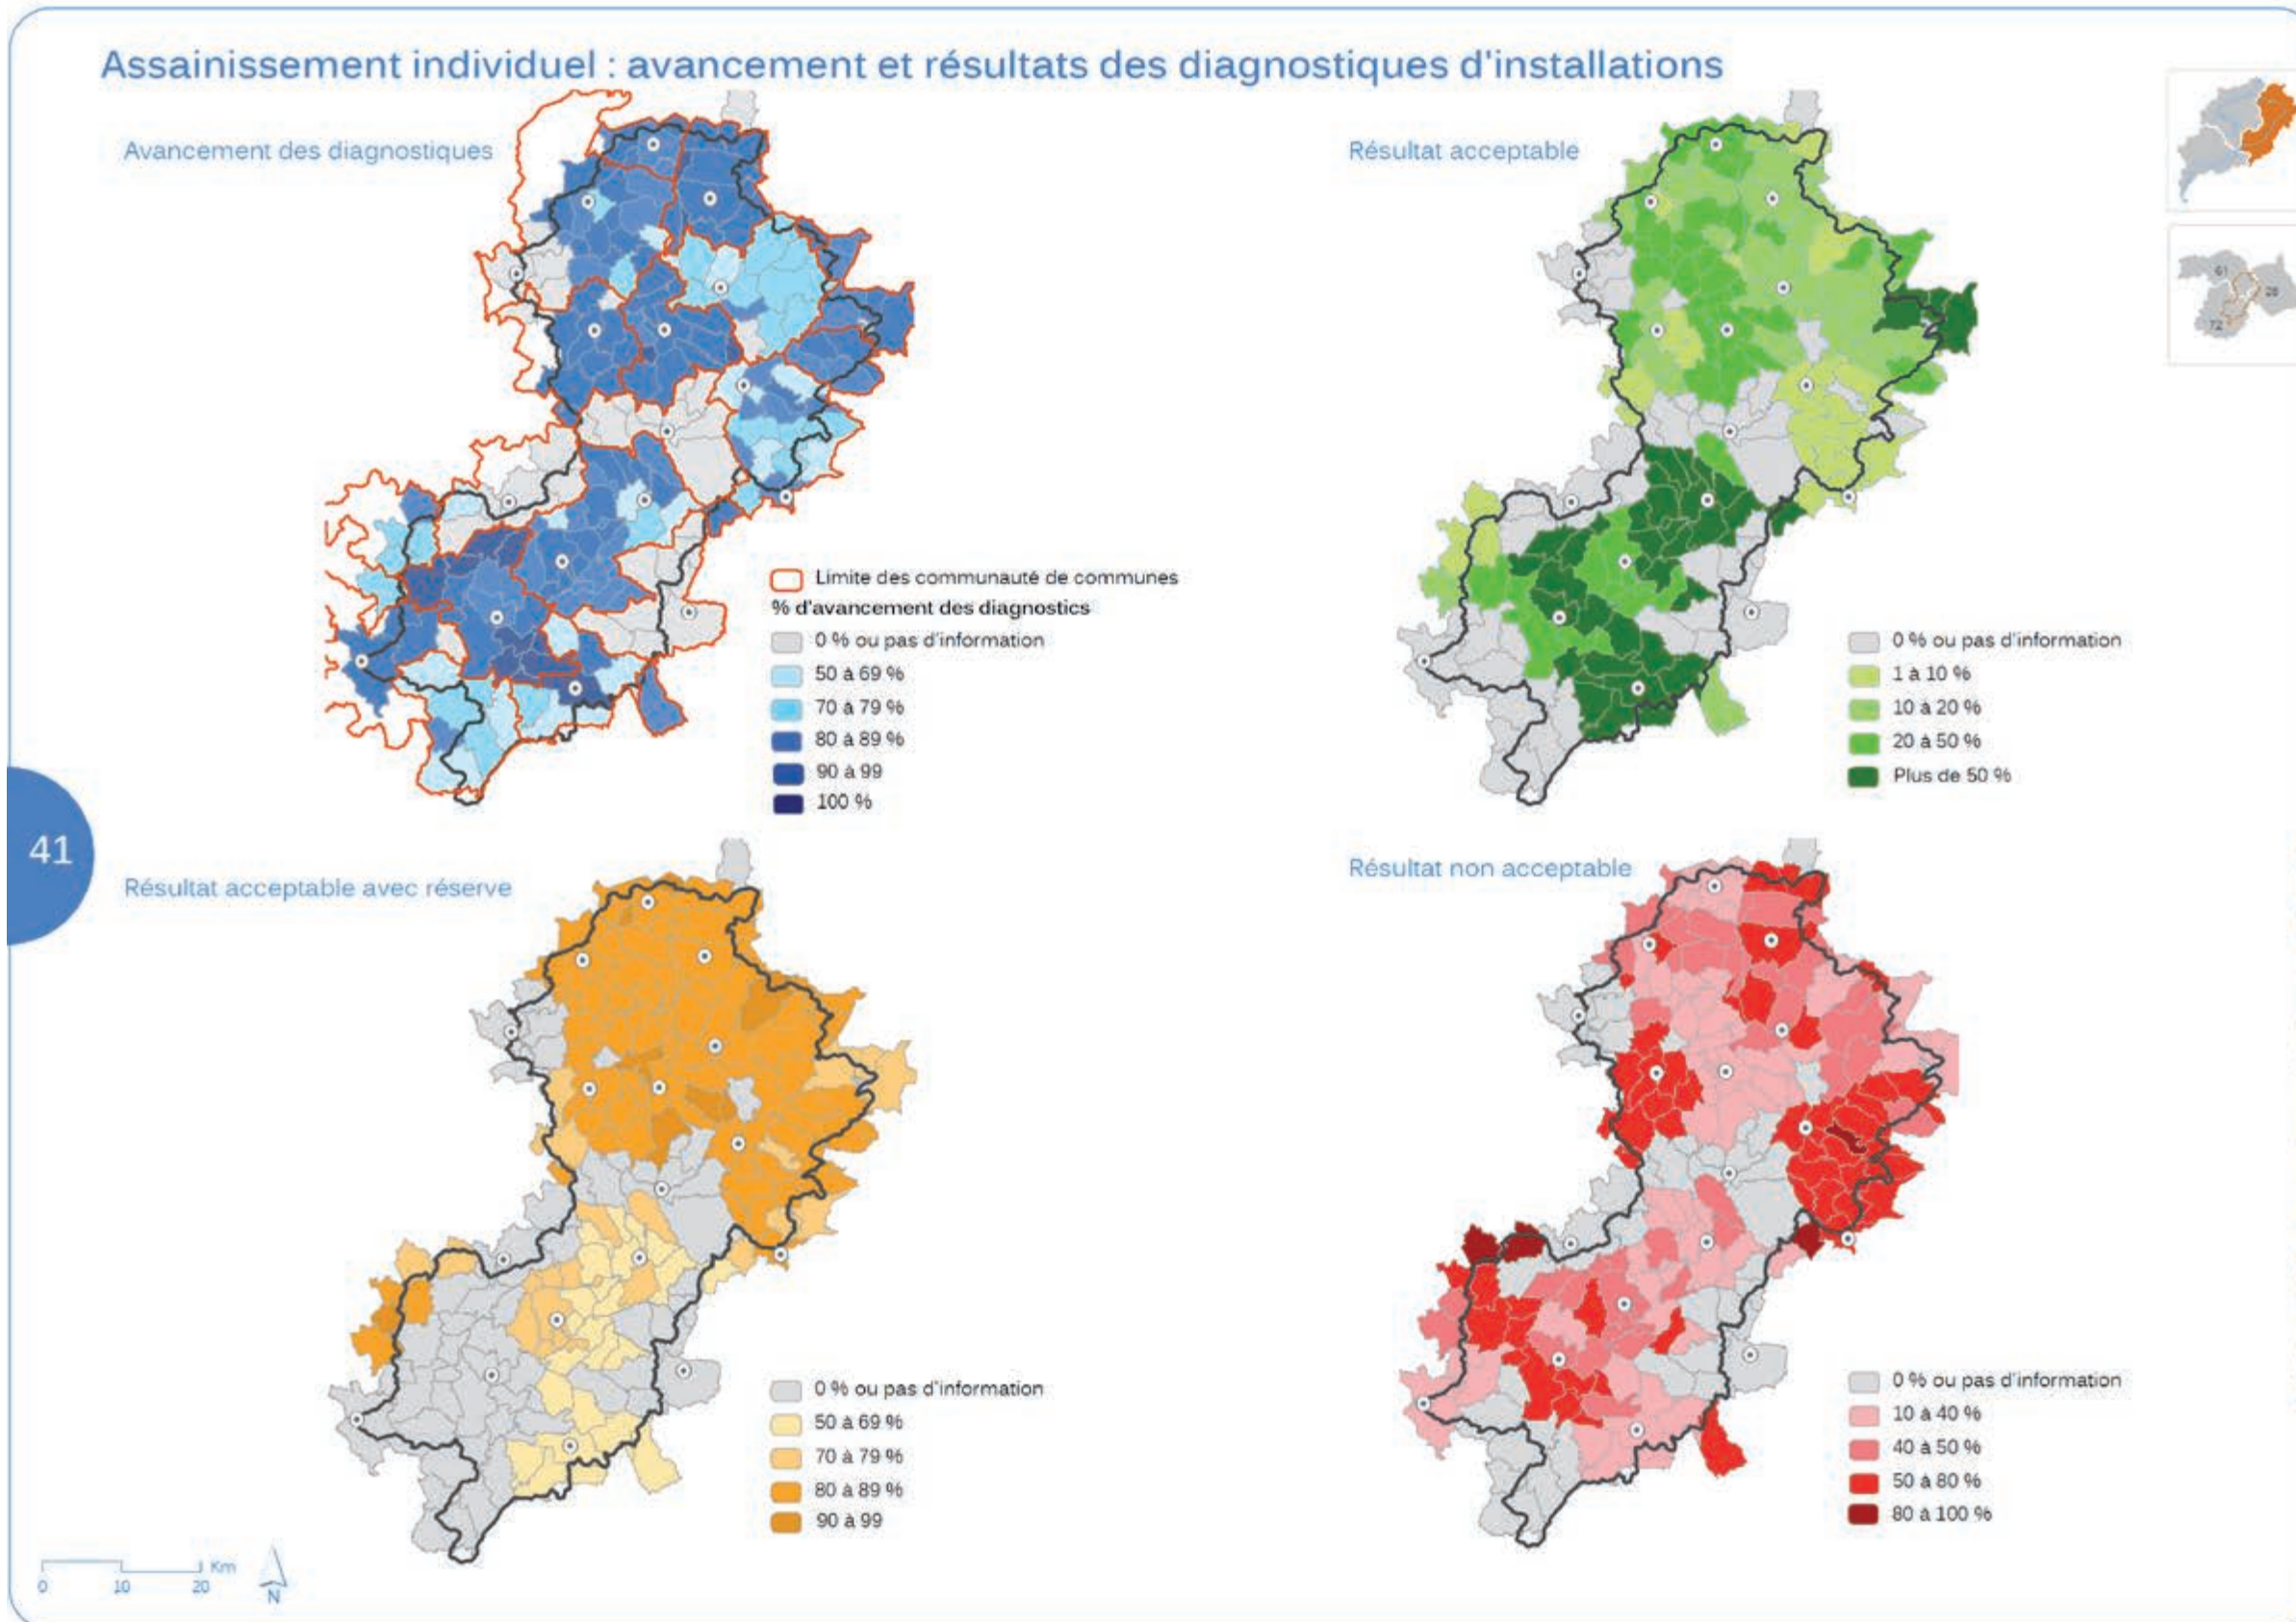 Assainissement individuel : avancement et résultats des diagnostiques d'installations
Avancement des diagnostiques
Limite des communauté de communes
% d'avancement des diagnostics
0 % ou pas d'information
50 à 69 %
70 à 79 %
80 à 89 %
90 à 99
100 %
Résultat acceptable
0 % ou pas d'information
1 à 10 %
10 à 20 %
20 à 50 %
Plus de 50 %
61
28
72
41
Résultat acceptable avec réserve
0 % ou pas d'information
50 à 69 %
70 à 79 %
80 à 89 %
90 à 99
Résultat non acceptable
0 % ou pas d'information
10 à 40 %
40 à 50 %
50 à 80 %
80 à 100 %
Km
0 10 20
N